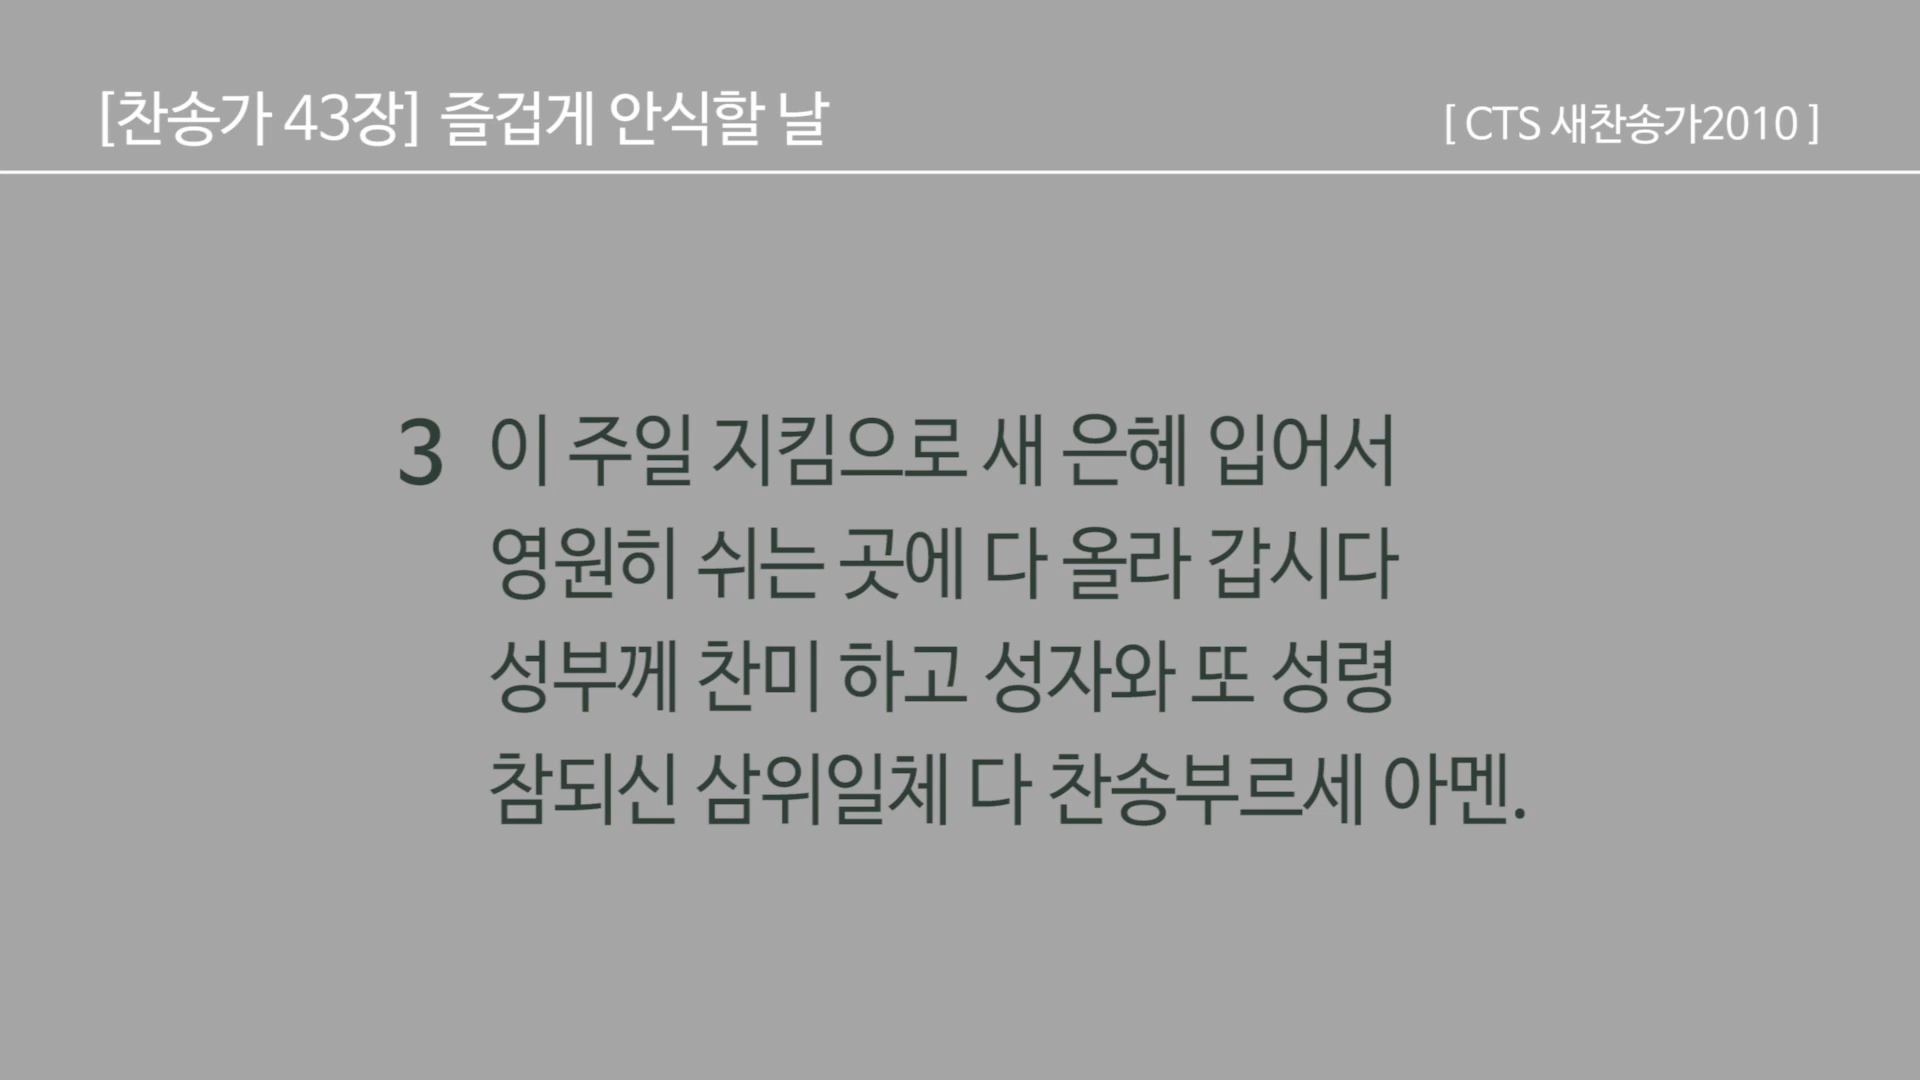 [찬송가 43장] 즐겁게 안식할 날
[ CTS 새찬송가2010 ]
3 이 주일 지킴으로 새 은혜 입어서
영원히 쉬는 곳에 다 올라 갑시다
성부께 찬미 하고 성자와 또 성령
참되신 삼위일체 다 찬송부르세 아멘.